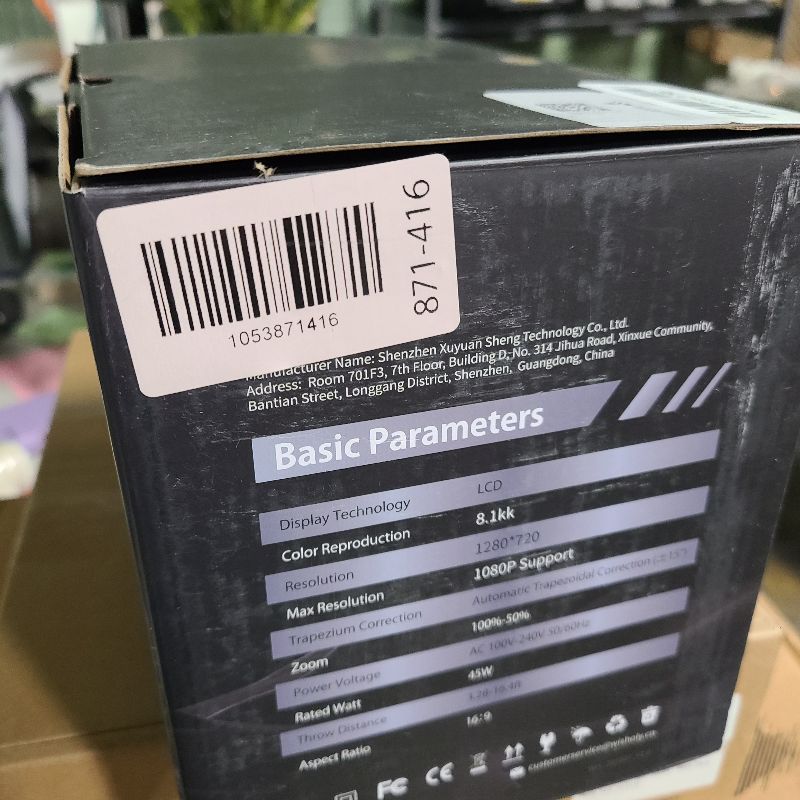 871-416
1053871416
Manufacturer Name: Shenzhen Xuyuan Sheng Technology Co., Ltd.
Address: Room 701F3, 7th Floor, Building D, No. 314 Jihua Road, Xinxue Community,
Bantian Street, Longgang District, Shenzhen, Guangdong, China
Basic Parameters
Display Technology LCD
Color Reproduction 8.1kk
Resolution 1280*720
Max Resolution 1080P Support
Trapezium Correction Automatic Trapezoidal Correction (±15°)
Zoom 100%-50%
Power Voltage AC 100V-240V 50/60Hz
Rated Watt 45W
Throw Distance
Aspect Ratio 16:9
FC CE